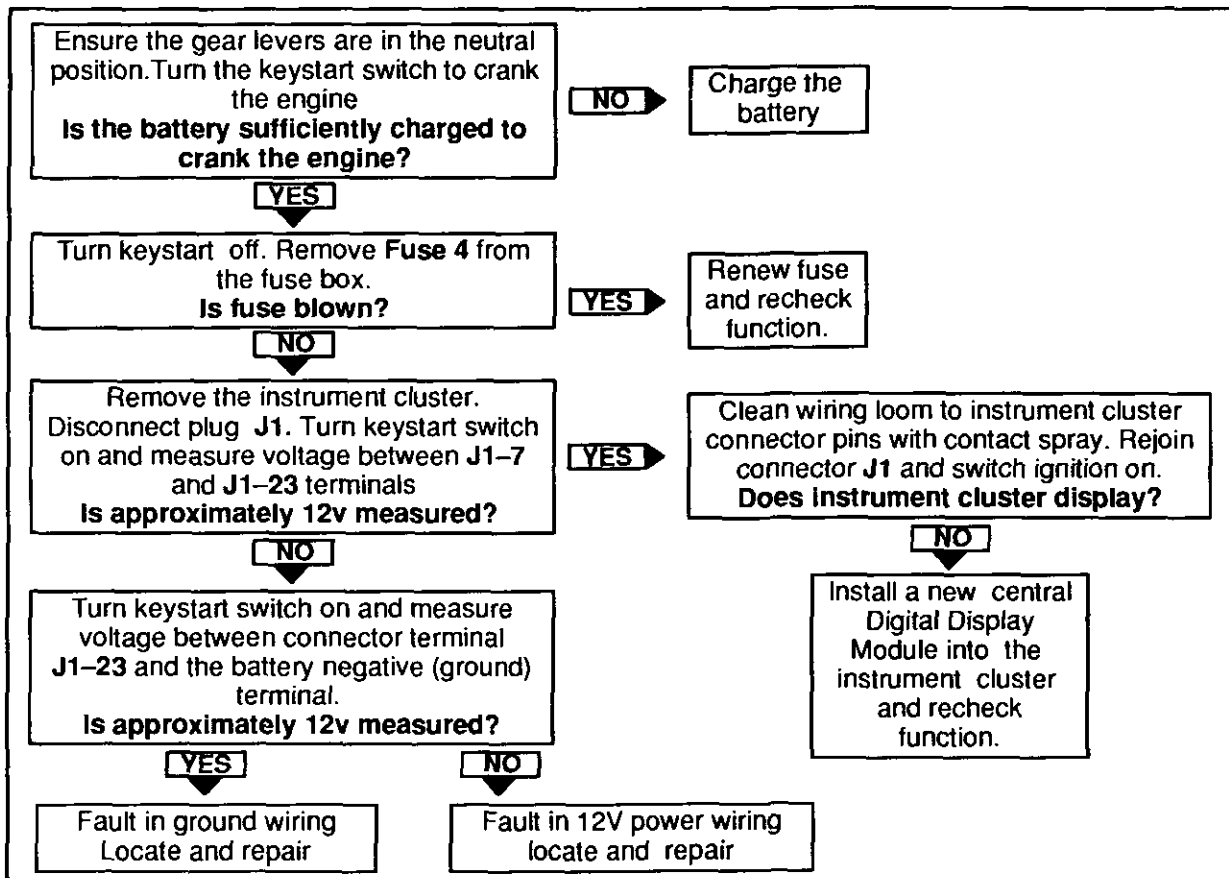 Ensure the gear levers are in the neutral
position.Turn the keystart switch to crank
the engine
Is the battery sufficiently charged to
crank the engine?
NO
Charge the
battery
YES
Turn keystart off. Remove Fuse 4 from
the fuse box.
Is fuse blown?
YES
Renew fuse
and recheck
function.
NO
Remove the instrument cluster.
Disconnect plug J1. Turn keystart switch
on and measure voltage between J1–7
and J1–23 terminals
Is approximately 12v measured?
YES
Clean wiring loom to instrument cluster
connector pins with contact spray. Rejoin
connector J1 and switch ignition on.
Does instrument cluster display?
NO
Install a new central
Digital Display
Module into the
instrument cluster
and recheck
function.
NO
Turn keystart switch on and measure
voltage between connector terminal
J1–23 and the battery negative (ground)
terminal.
Is approximately 12v measured?
YES
Fault in ground wiring
Locate and repair
NO
Fault in 12V power wiring
locate and repair